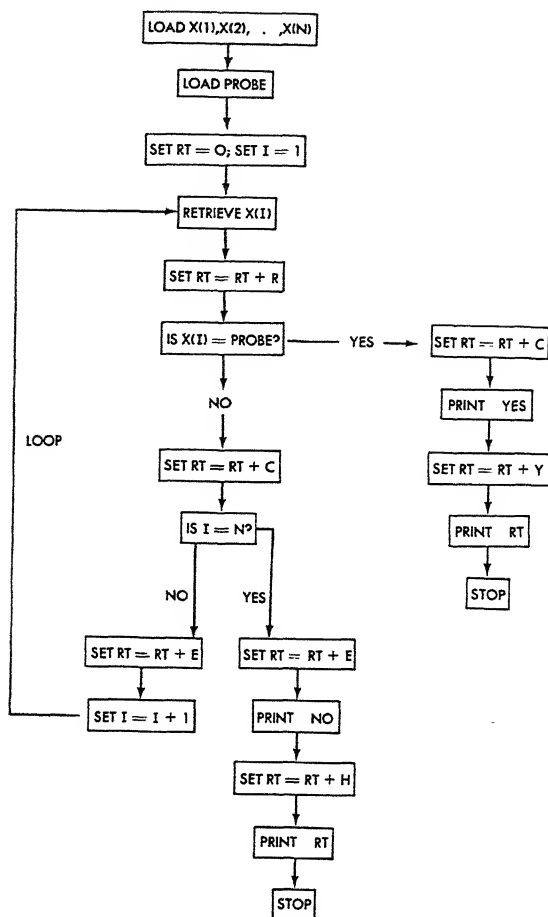 LOAD X(1),X(2), . ,X(N)
LOAD PROBE
SET RT = O; SET I = 1
RETRIEVE X(I)
SET RT = RT + R
IS X(I) = PROBE?
YES
SET RT = RT + C
PRINT YES
SET RT = RT + Y
PRINT RT
STOP
NO
LOOP
SET RT = RT + C
IS I = N?
NO
YES
SET RT = RT + E
SET I = I + 1
SET RT = RT + E
PRINT NO
SET RT = RT + H
PRINT RT
STOP